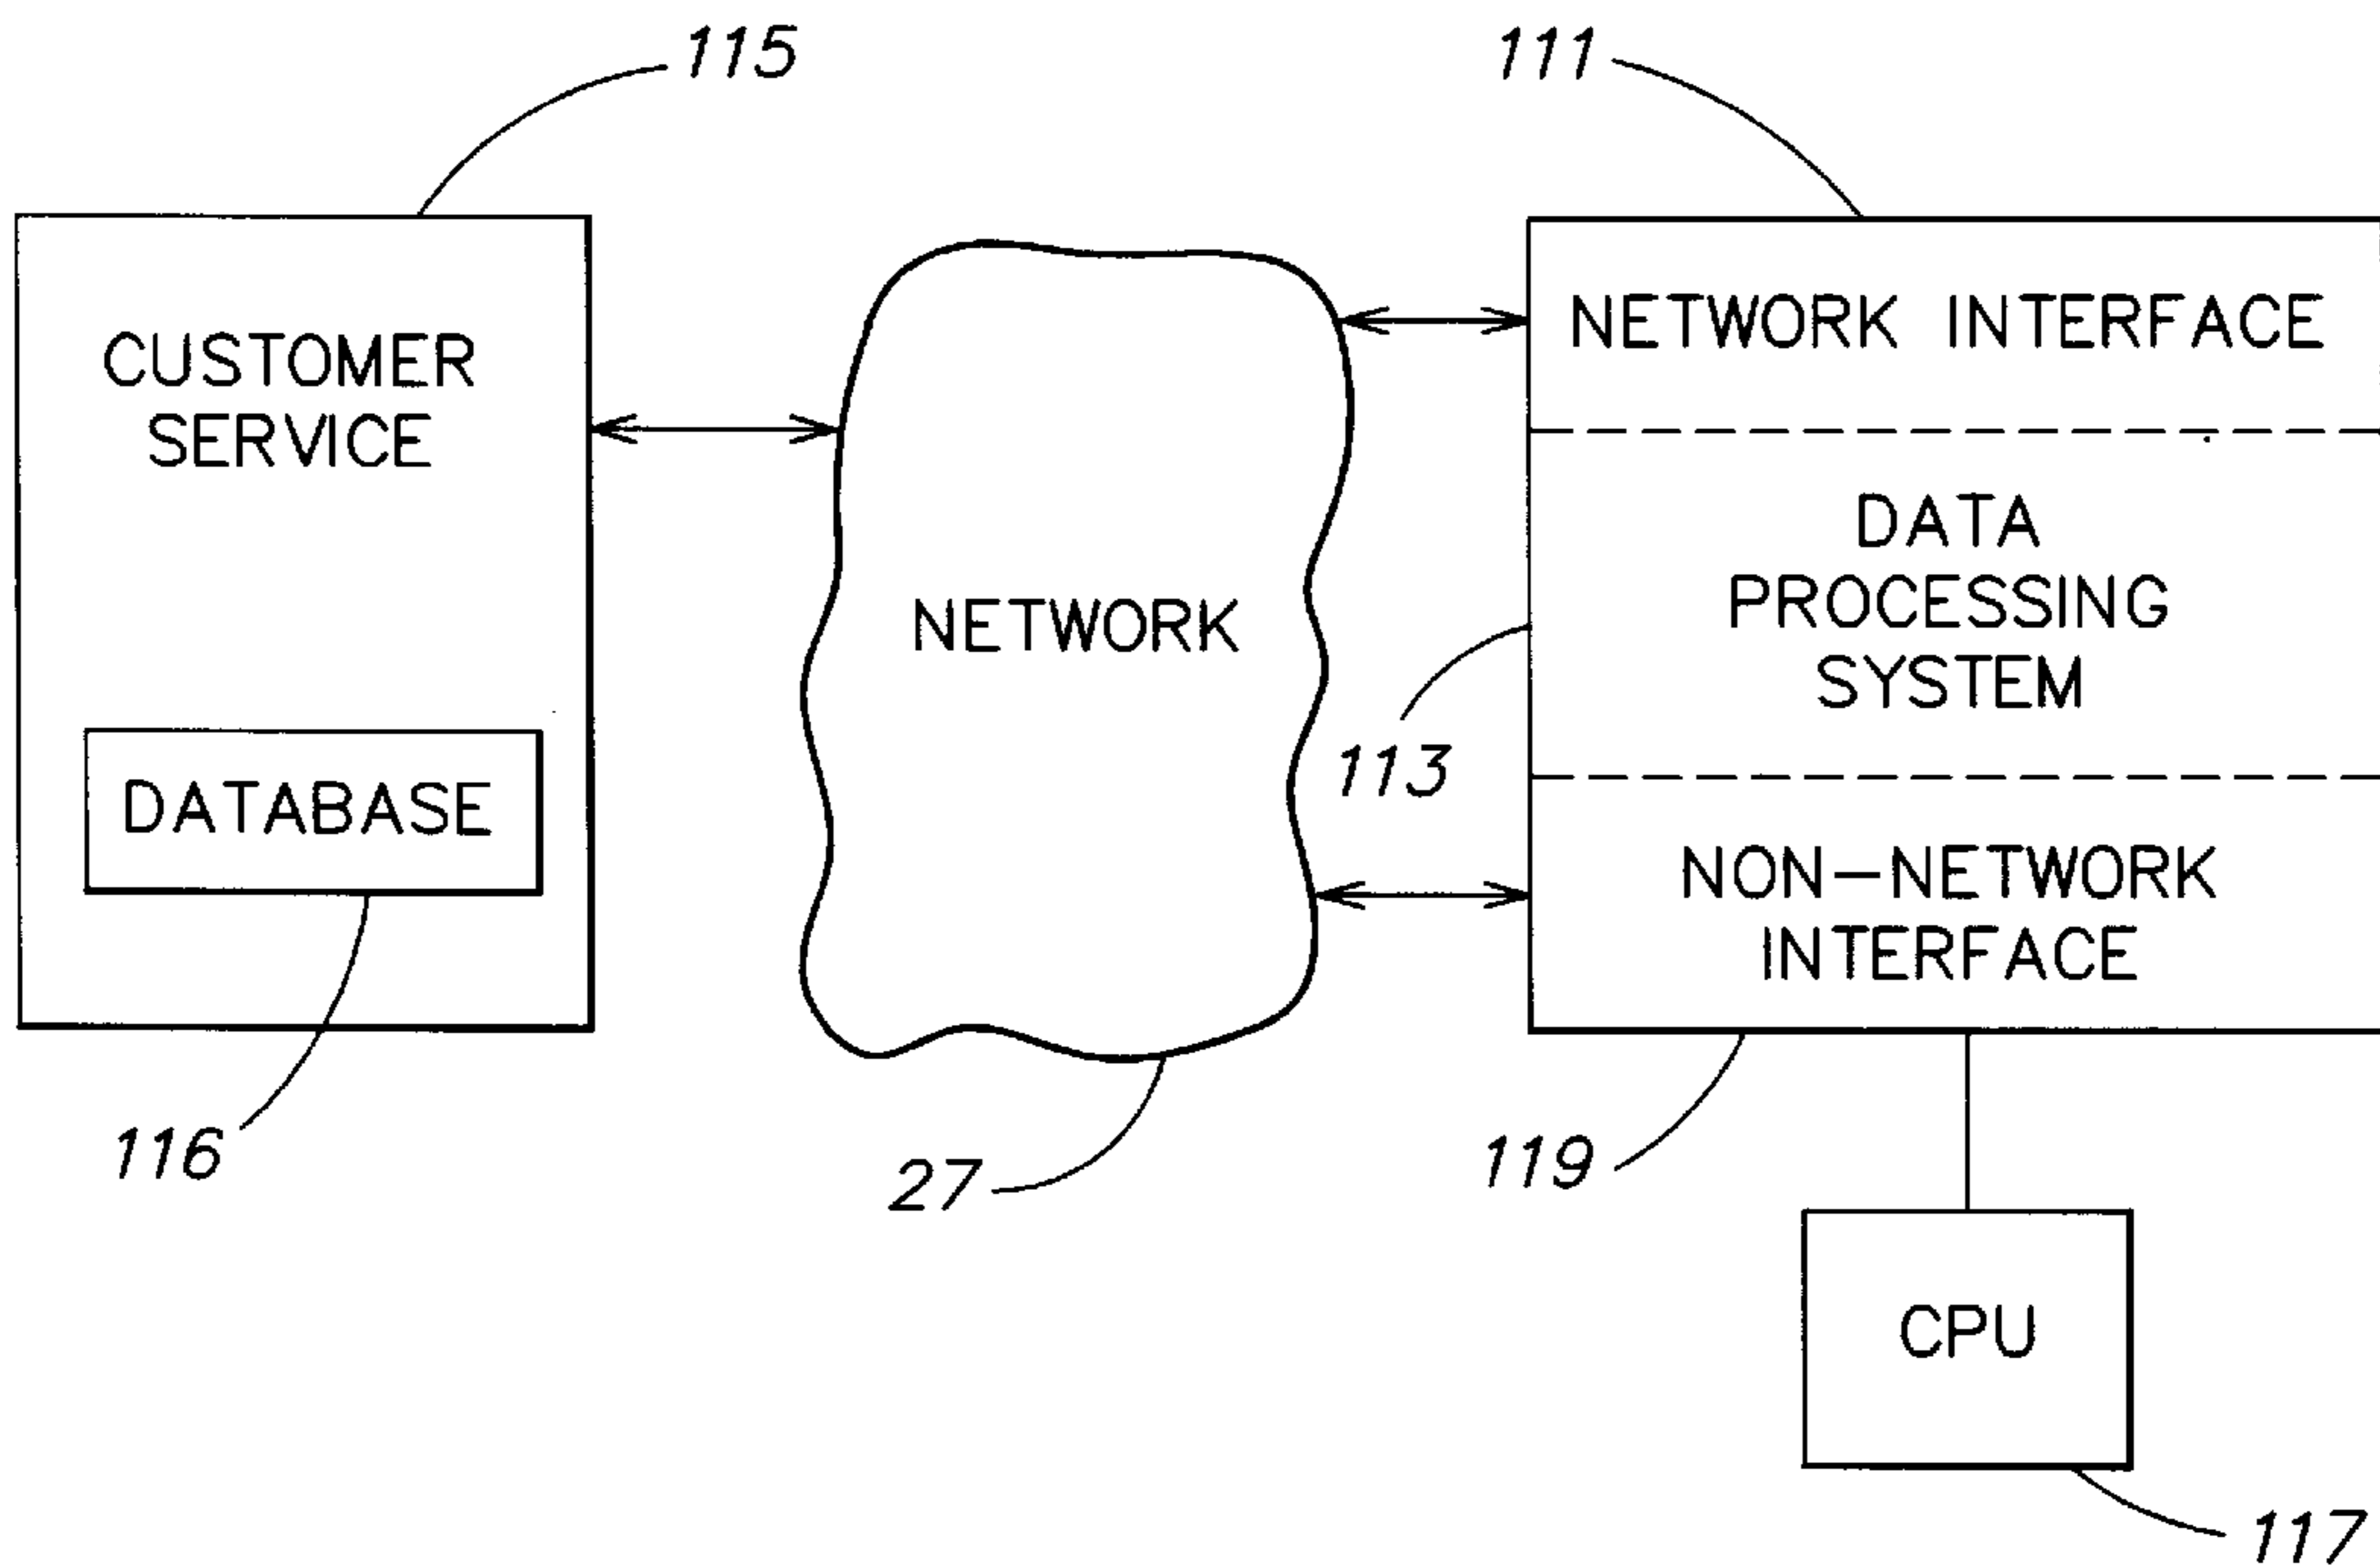 115
111
CUSTOMER
SERVICE
DATABASE
116
NETWORK
27
NETWORK INTERFACE
DATA
PROCESSING
SYSTEM
113
NON-NETWORK
INTERFACE
119
CPU
117